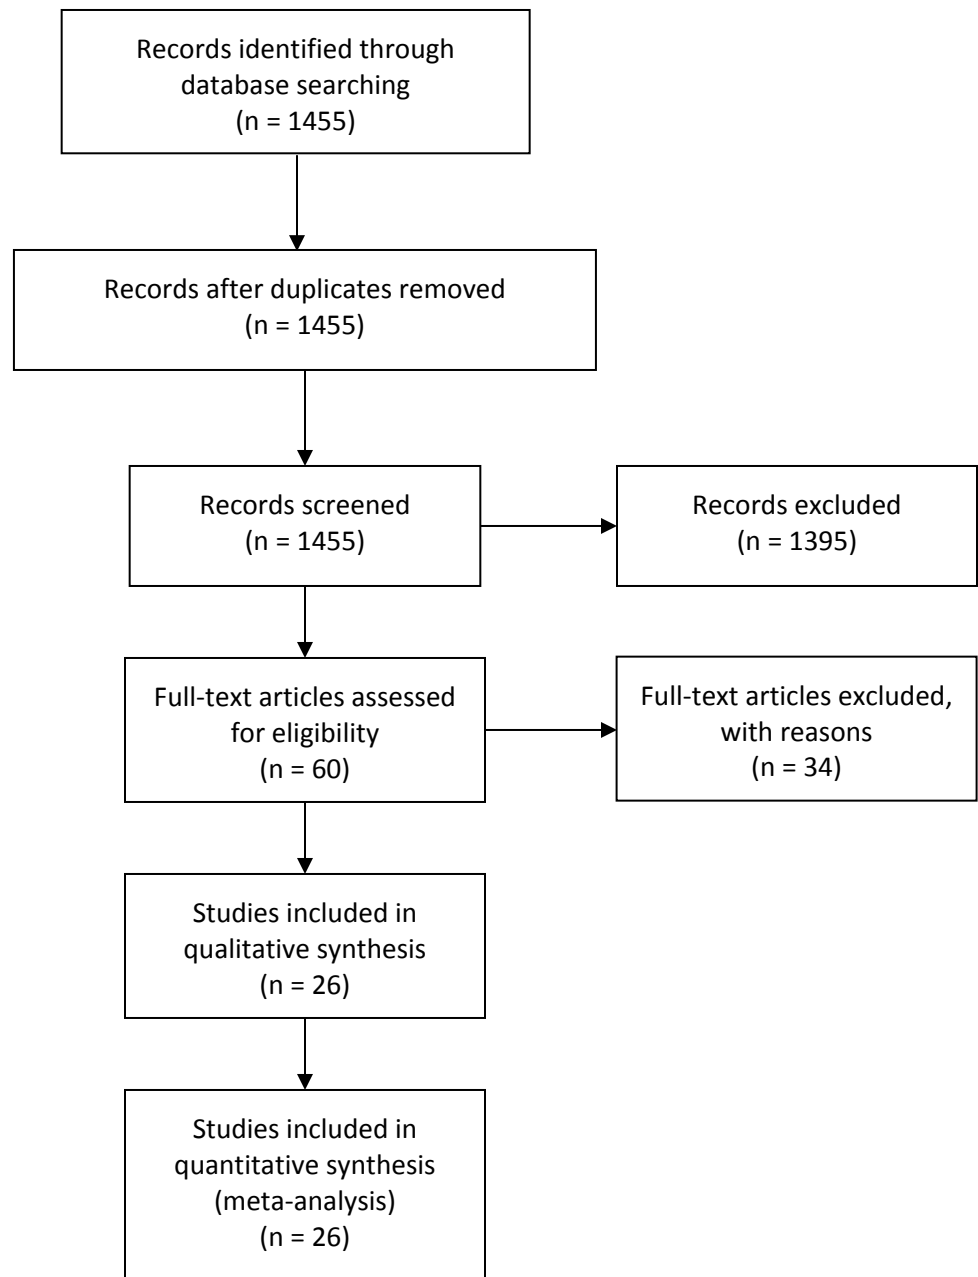 Records identified through
database searching
(n = 1455)
Records after duplicates removed
(n = 1455)
Records screened
(n = 1455)
Records excluded
(n = 1395)
Full-text articles assessed
for eligibility
(n = 60)
Full-text articles excluded,
with reasons
(n = 34)
Studies included in
qualitative synthesis
(n = 26)
Studies included in
quantitative synthesis
(meta-analysis)
(n = 26)